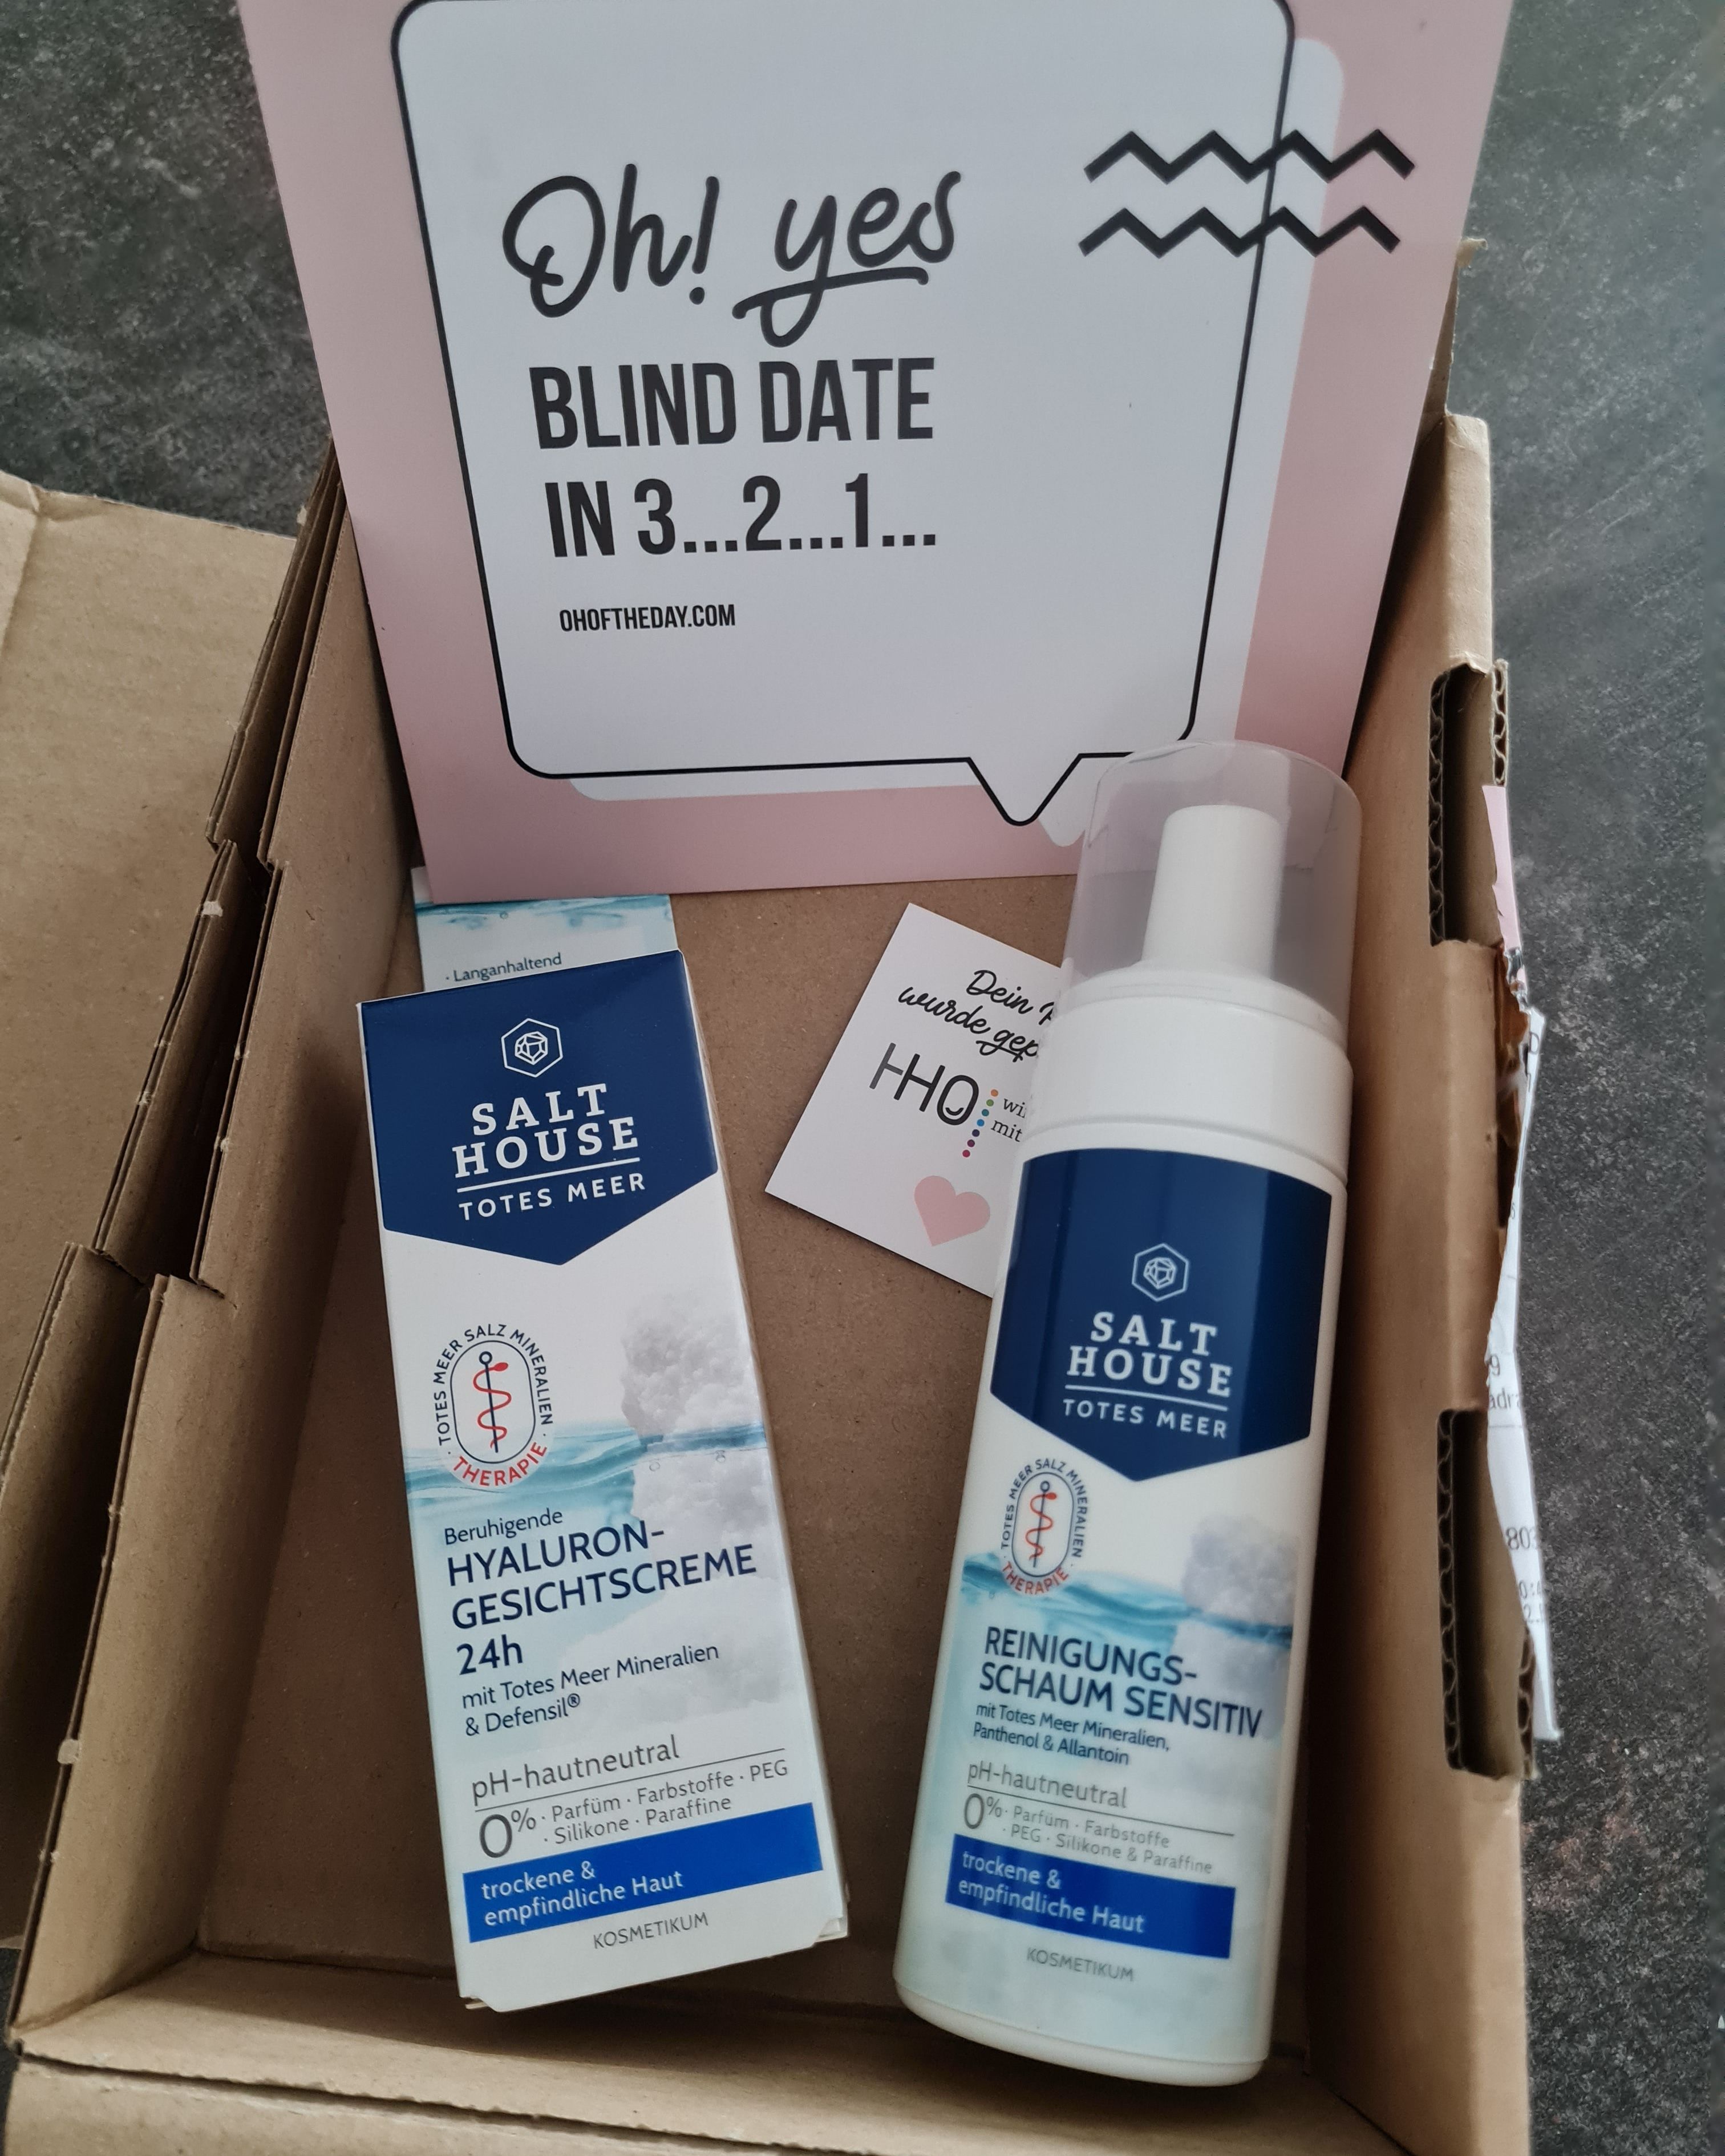 Oh! yes
BLIND DATE
IN 3...2...1...
OHOFTHEDAY.COM
· Langanhaltend
SALT
HOUSE
TOTES MEER
· TOTES MEER SALZ MINERALIEN ·
THERAPIE
Beruhigende
HYALURON-
GESICHTSCREME
24h
mit Totes Meer Mineralien
& Defensil®
pH-hautneutral
0% · Parfüm · Farbstoffe · PEG
· Silikone · Paraffine
trockene &
empfindliche Haut
KOSMETIKUM
Dein
wurde
HHO
mit
SALT
HOUSE
TOTES MEER
· TOTES MEER SALZ MINERALIEN ·
THERAPIE
REINIGUNGS-
SCHAUM SENSITIV
mit Totes Meer Mineralien,
Panthenol & Allantoin
pH-hautneutral
0% · Parfüm · Farbstoffe
· PEG · Silikone & Paraffine
trockene &
empfindliche Haut
KOSMETIKUM